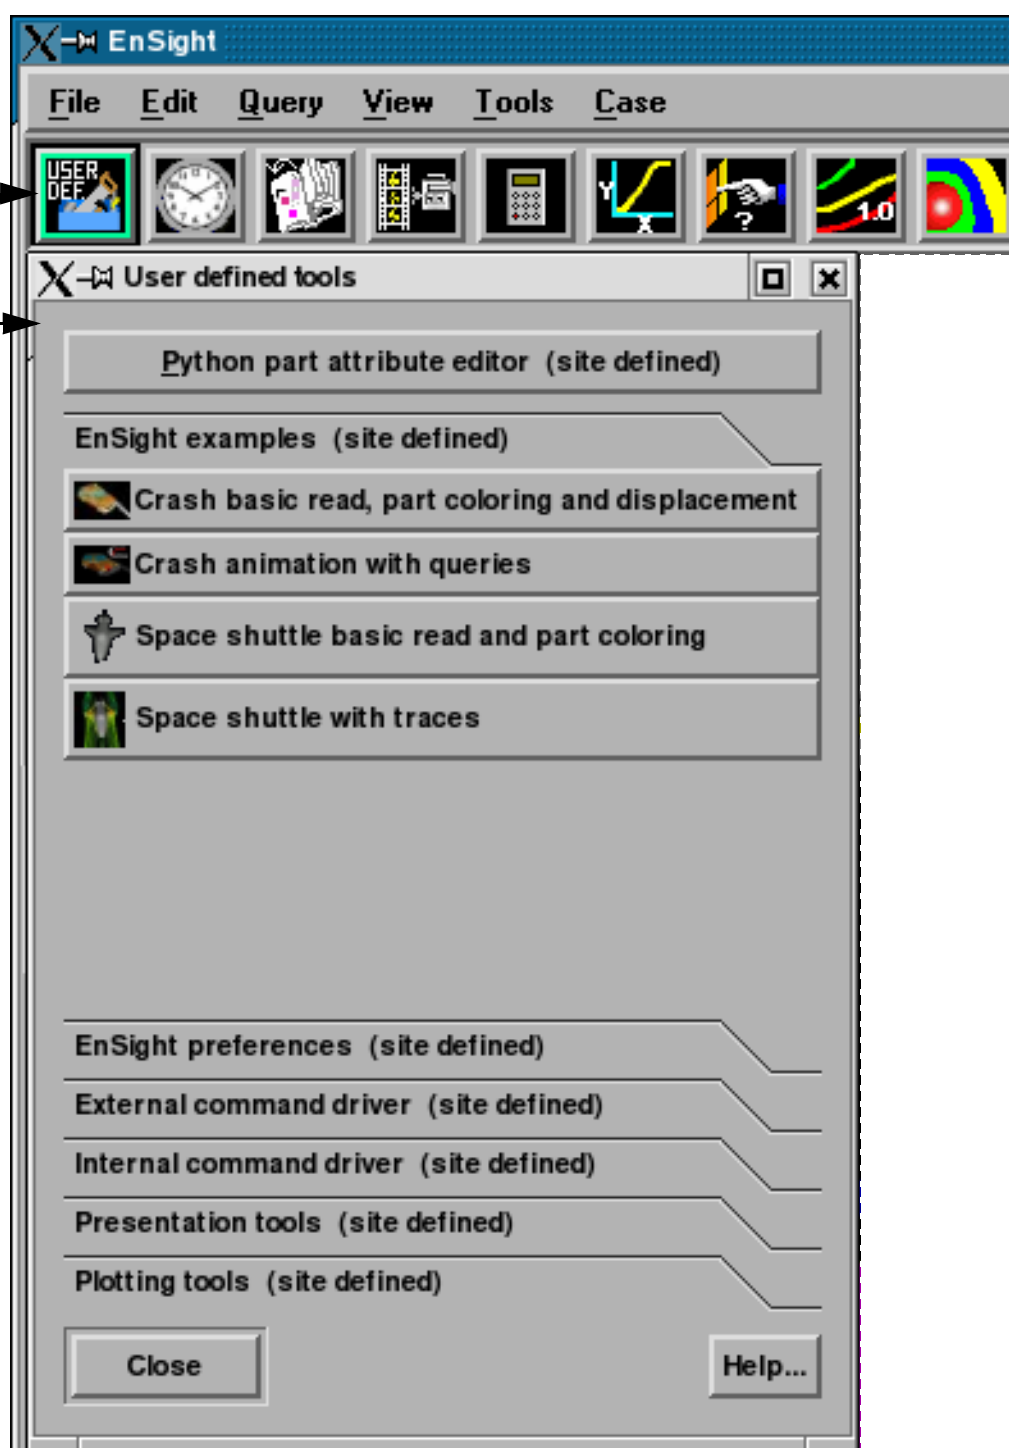 EnSight
File Edit Query View Tools Case
USER
DEF
Y
X
?
1.0
User defined tools
Python part attribute editor (site defined)
EnSight examples (site defined)
Crash basic read, part coloring and displacement
Crash animation with queries
Space shuttle basic read and part coloring
Space shuttle with traces
EnSight preferences (site defined)
External command driver (site defined)
Internal command driver (site defined)
Presentation tools (site defined)
Plotting tools (site defined)
Close Help...